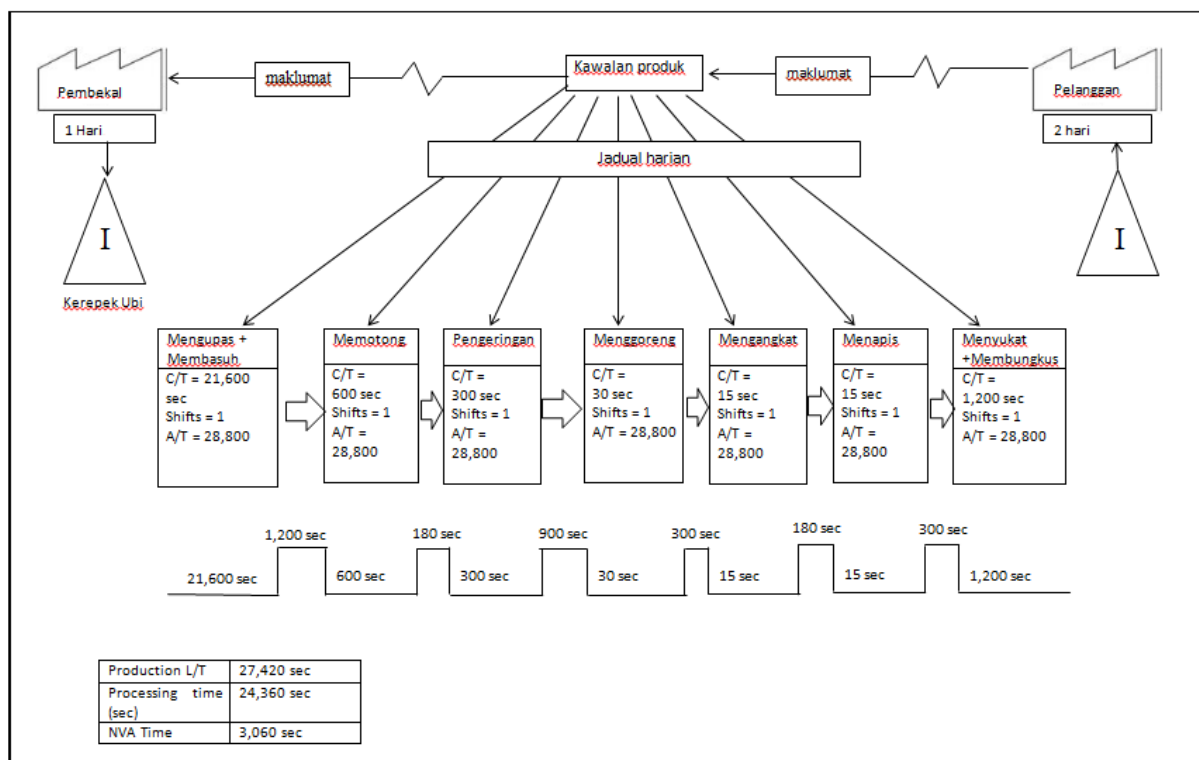 Pembekal
maklumat
Kawalan produk
maklumat
Pelanggan
1 Hari
2 hari
Jadual harian
I
I
Kerepek Ubi
Mengupas +
Membasuh
C/T = 21,600
sec
Shifts = 1
A/T = 28,800
Memotong
C/T =
600 sec
Shifts = 1
A/T =
28,800
Pengeringan
C/T =
300 sec
Shifts = 1
A/T =
28,800
Menggoreng
C/T =
30 sec
Shifts = 1
A/T = 28,800
Mengangkat
C/T =
15 sec
Shifts = 1
A/T =
28,800
Menapis
C/T =
15 sec
Shifts = 1
A/T =
28,800
Menyukat
+Membungkus
C/T =
1,200 sec
Shifts = 1
A/T = 28,800
1,200 sec
180 sec
900 sec
300 sec
180 sec
300 sec
21,600 sec
600 sec
300 sec
30 sec
15 sec
15 sec
1,200 sec
Production L/T 27,420 sec
Processing time 24,360 sec
(sec)
NVA Time 3,060 sec